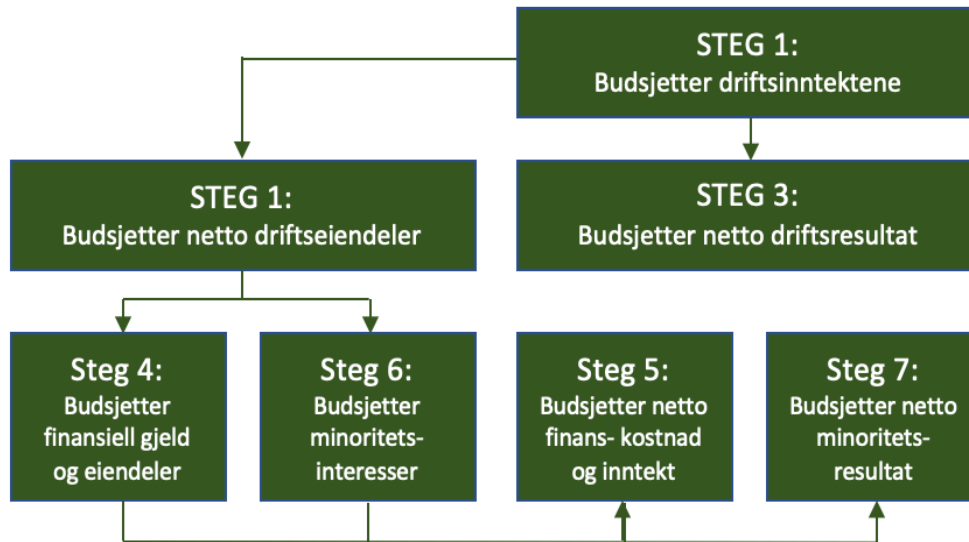 STEG 1:
Budsjetter driftsinntektene
STEG 1:
Budsjetter netto driftseiendeler
STEG 3:
Budsjetter netto driftsresultat
Steg 4:
Budsjetter
finansiell gjeld
og eiendeler
Steg 6:
Budsjetter
minoritets-
interesser
Steg 5:
Budsjetter netto
finans- kostnad
og inntekt
Steg 7:
Budsjetter netto
minoritets-
resultat